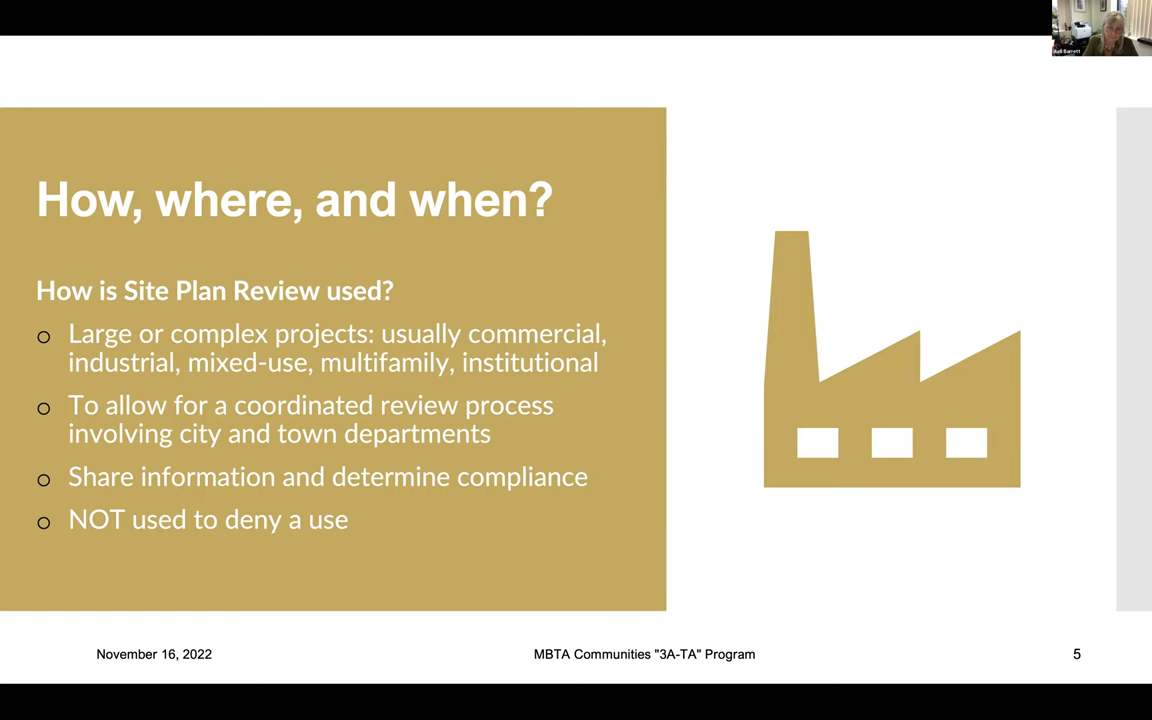 Judi Barrett
How, where, and when?
How is Site Plan Review used?
Large or complex projects: usually commercial,
industrial, mixed-use, multifamily, institutional
To allow for a coordinated review process
involving city and town departments
Share information and determine compliance
NOT used to deny a use
November 16, 2022
MBTA Communities "3A-TA" Program
5